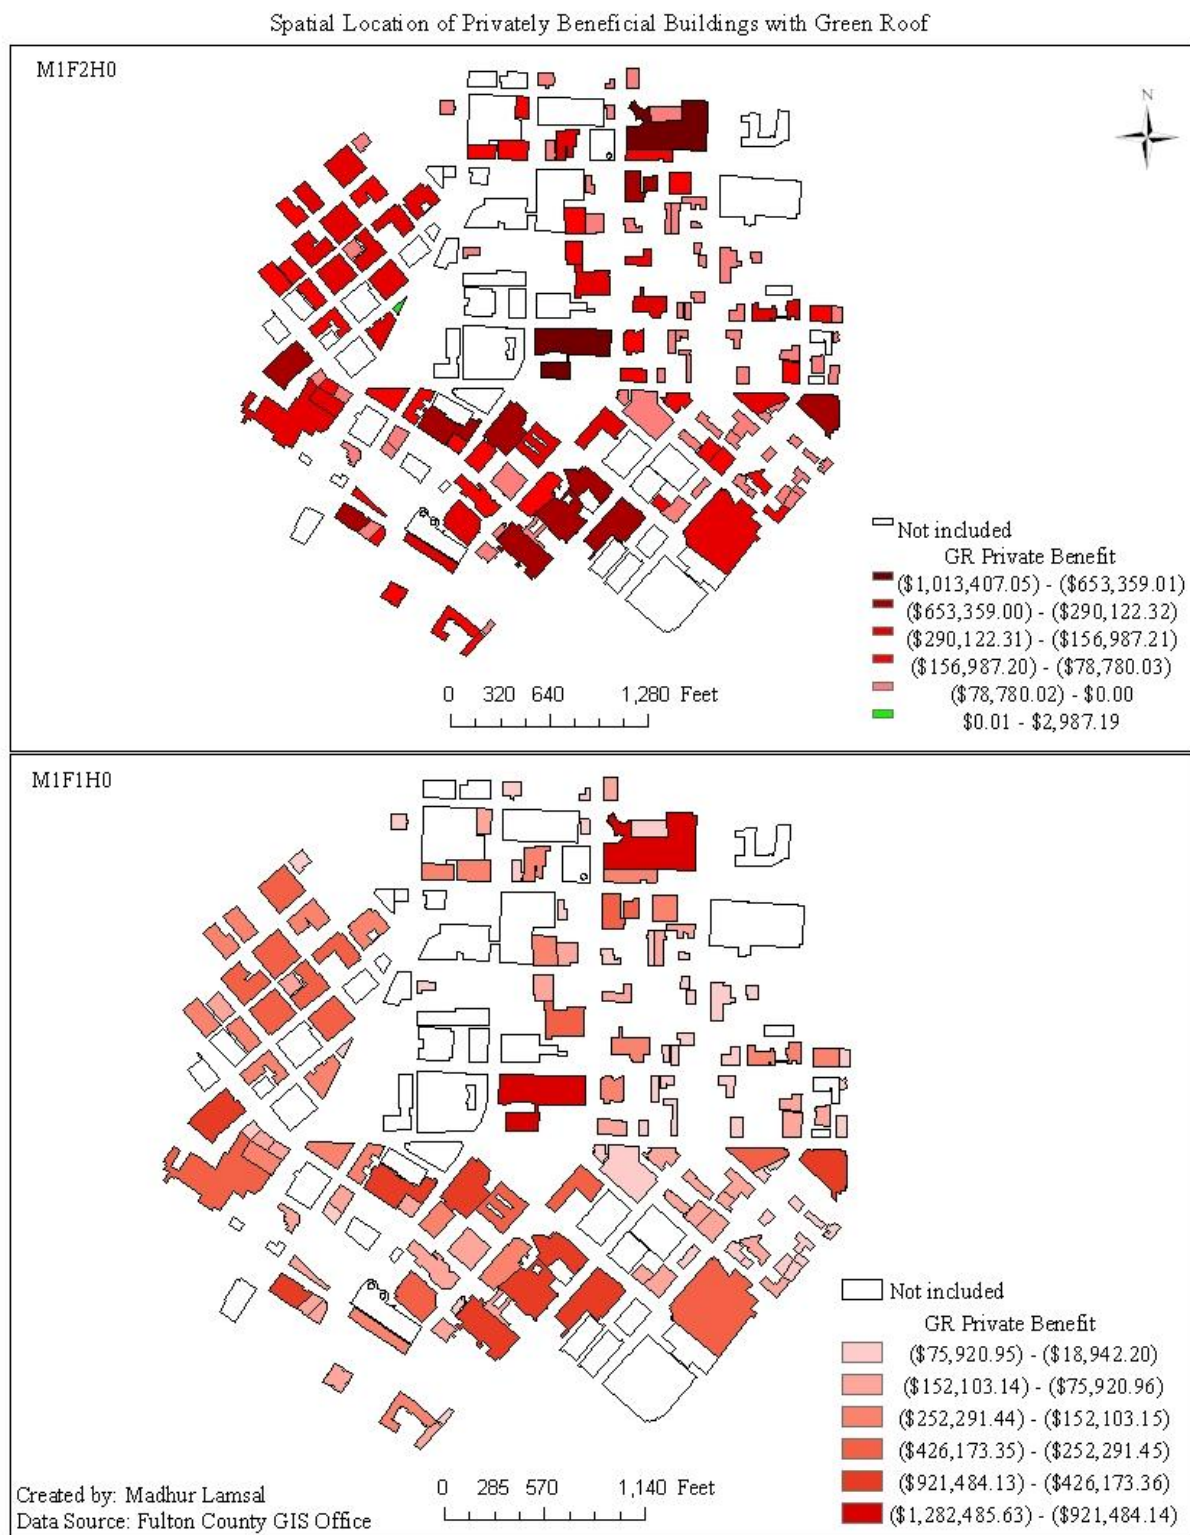 Spatial Location of Privately Beneficial Buildings with Green Roof
M1F2H0
N
Not included
GR Private Benefit
($1,013,407.05) - ($653,359.01)
($653,359.00) - ($290,122.32)
($290,122.31) - ($156,987.21)
($156,987.20) - ($78,780.03)
($78,780.02) - $0.00
$0.01 - $2,987.19
0 320 640 1,280 Feet
M1F1H0
Not included
GR Private Benefit
($75,920.95) - ($18,942.20)
($152,103.14) - ($75,920.96)
($252,291.44) - ($152,103.15)
($426,173.35) - ($252,291.45)
($921,484.13) - ($426,173.36)
($1,282,485.63) - ($921,484.14)
0 285 570 1,140 Feet
Created by: Madhur Lamsal
Data Source: Fulton County GIS Office